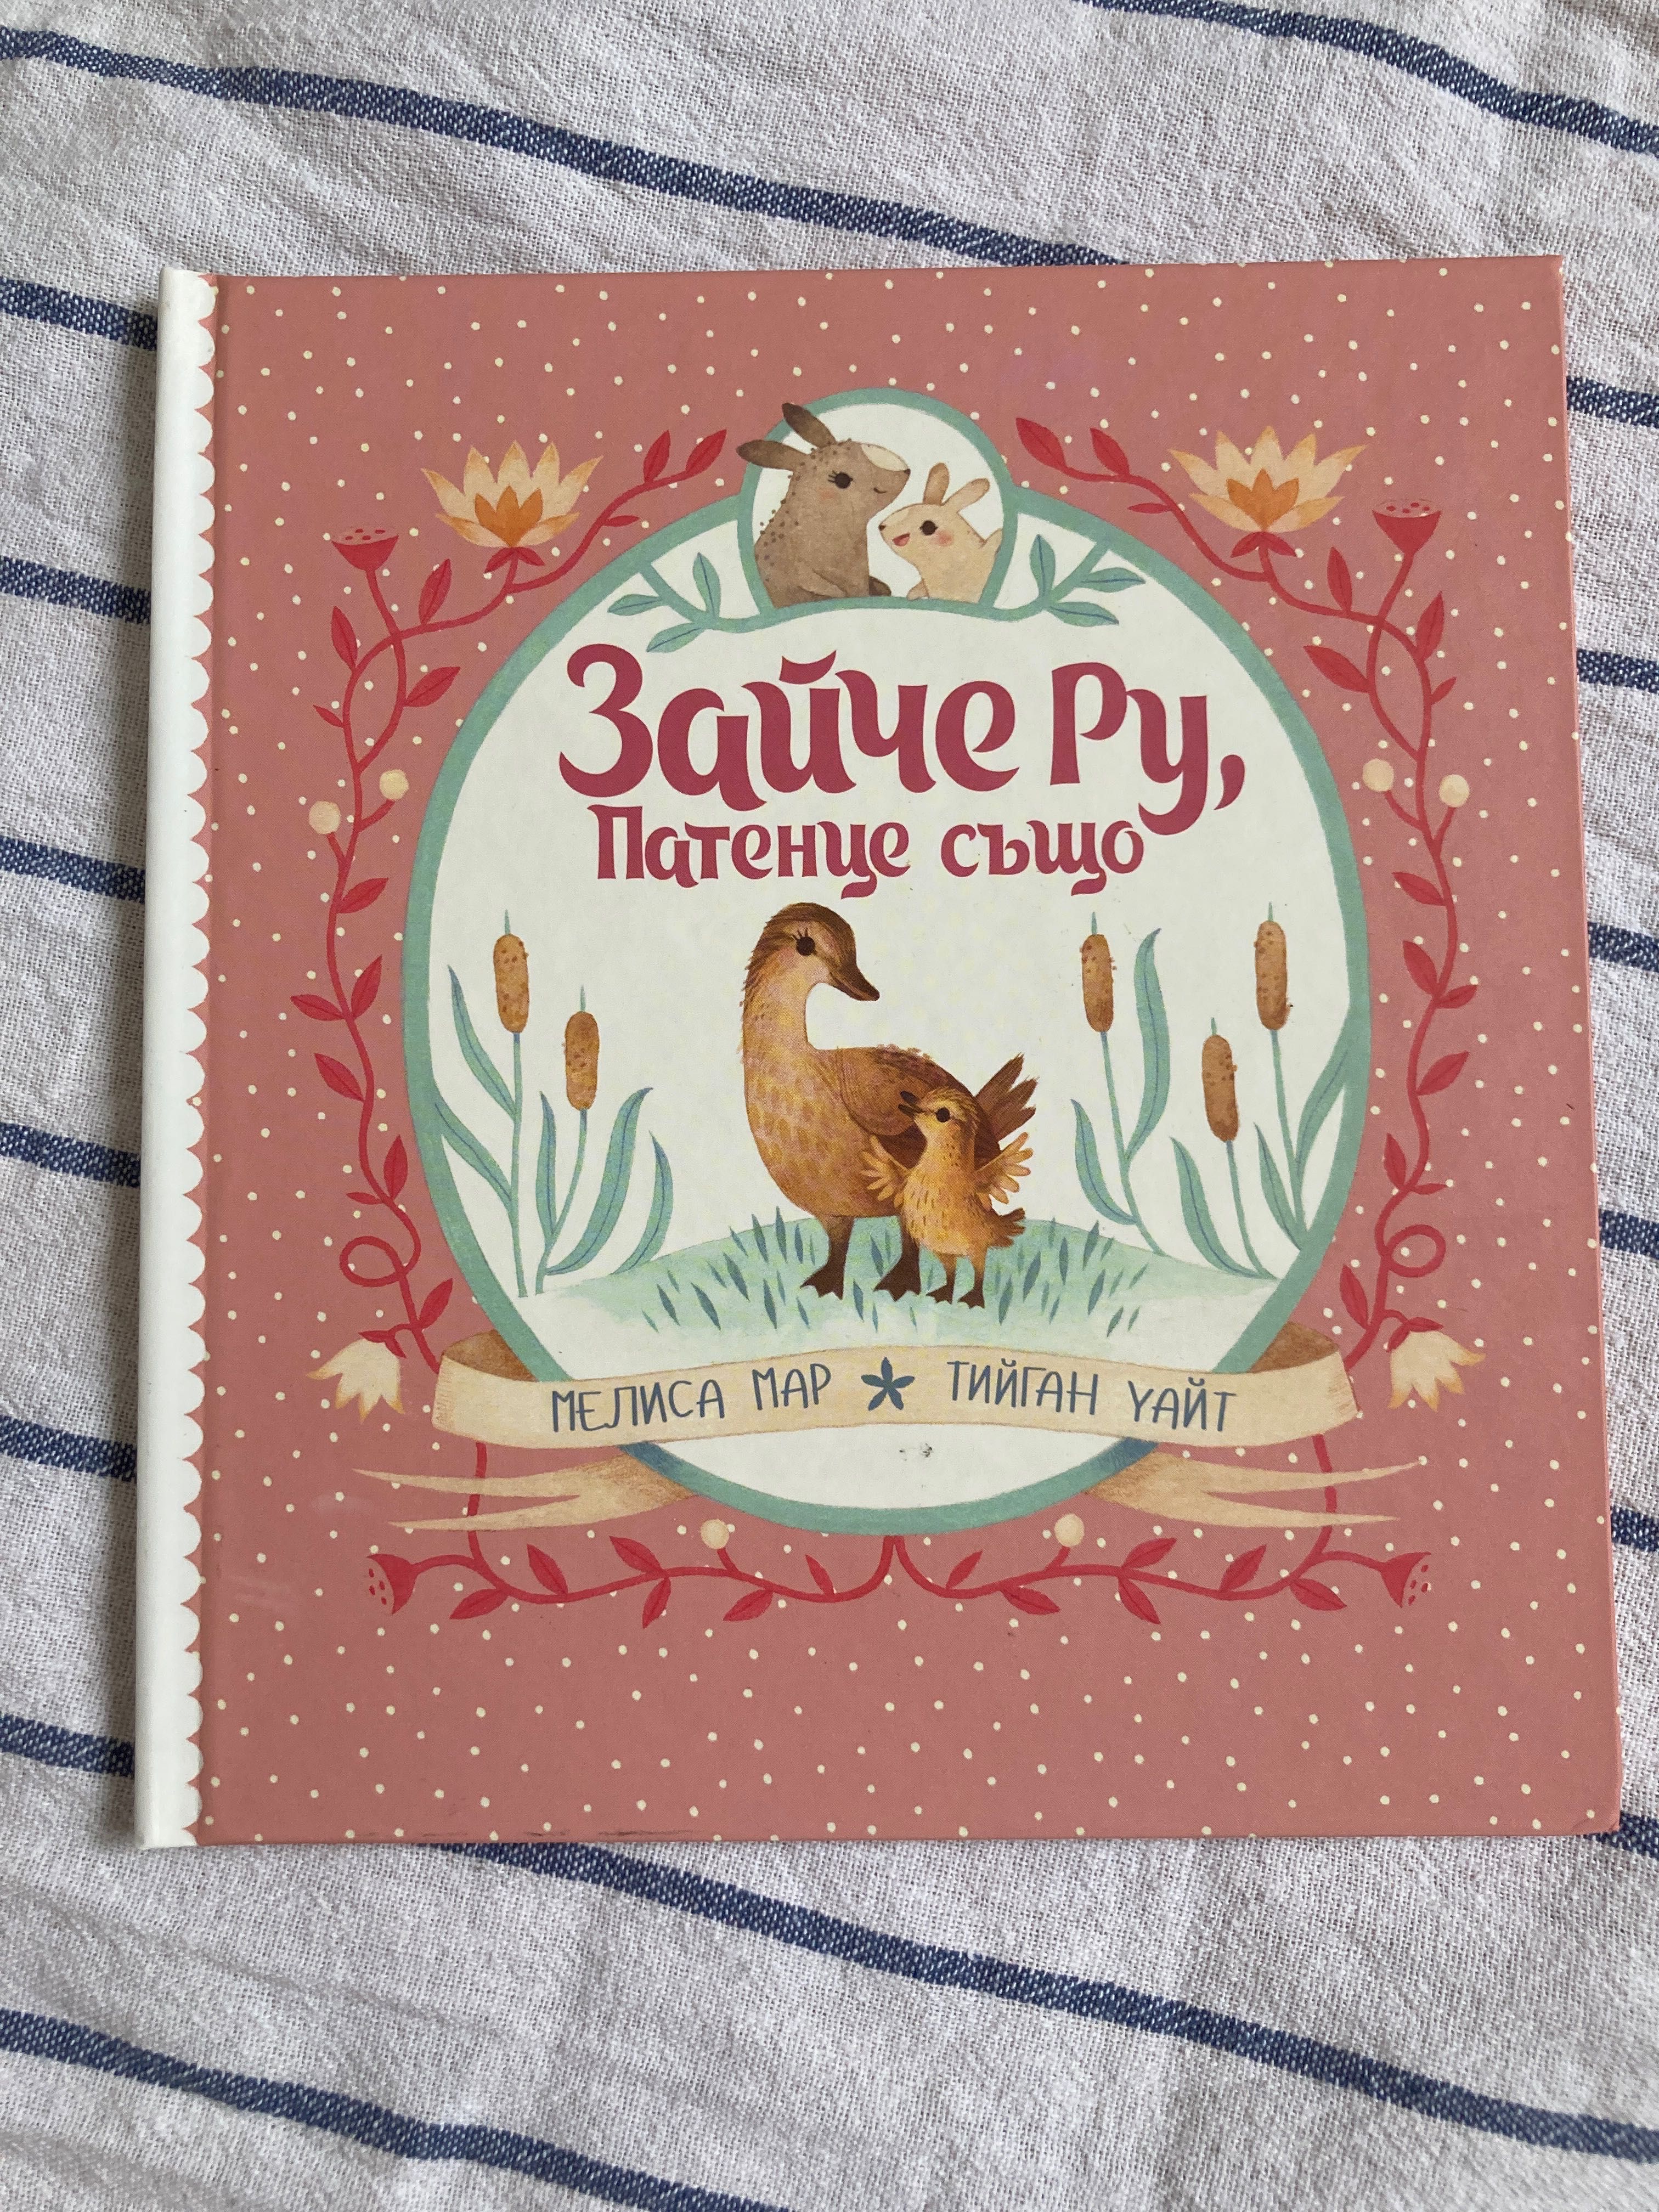 Зайче Ру,
Патенце също
МЕЛИСА МАР ТИЙГАН УАЙТ